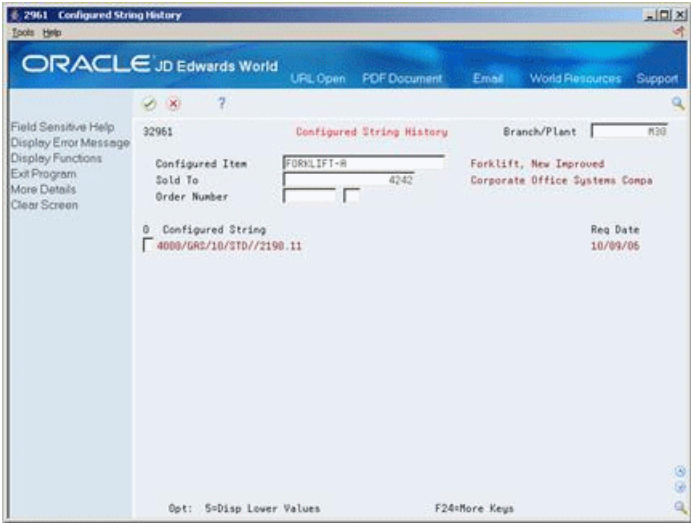 2961 Configured String History
Tools Help
ORACLE JD Edwards World
URL Open PDF Document Email World Resources Support
?
Field Sensitive Help
Display Error Message
Display Functions
Exit Program
More Details
Clear Screen
32961 Configured String History Branch/Plant M30
Configured Item FORKLIFT-A Forklift, New Improved
Sold To 4242 Corporate Office Systems Compa
Order Number
O Configured String Req Date
4000/GAS/10/STD//2190.11 10/09/06
Opt: 5=Disp Lower Values F24=More Keys